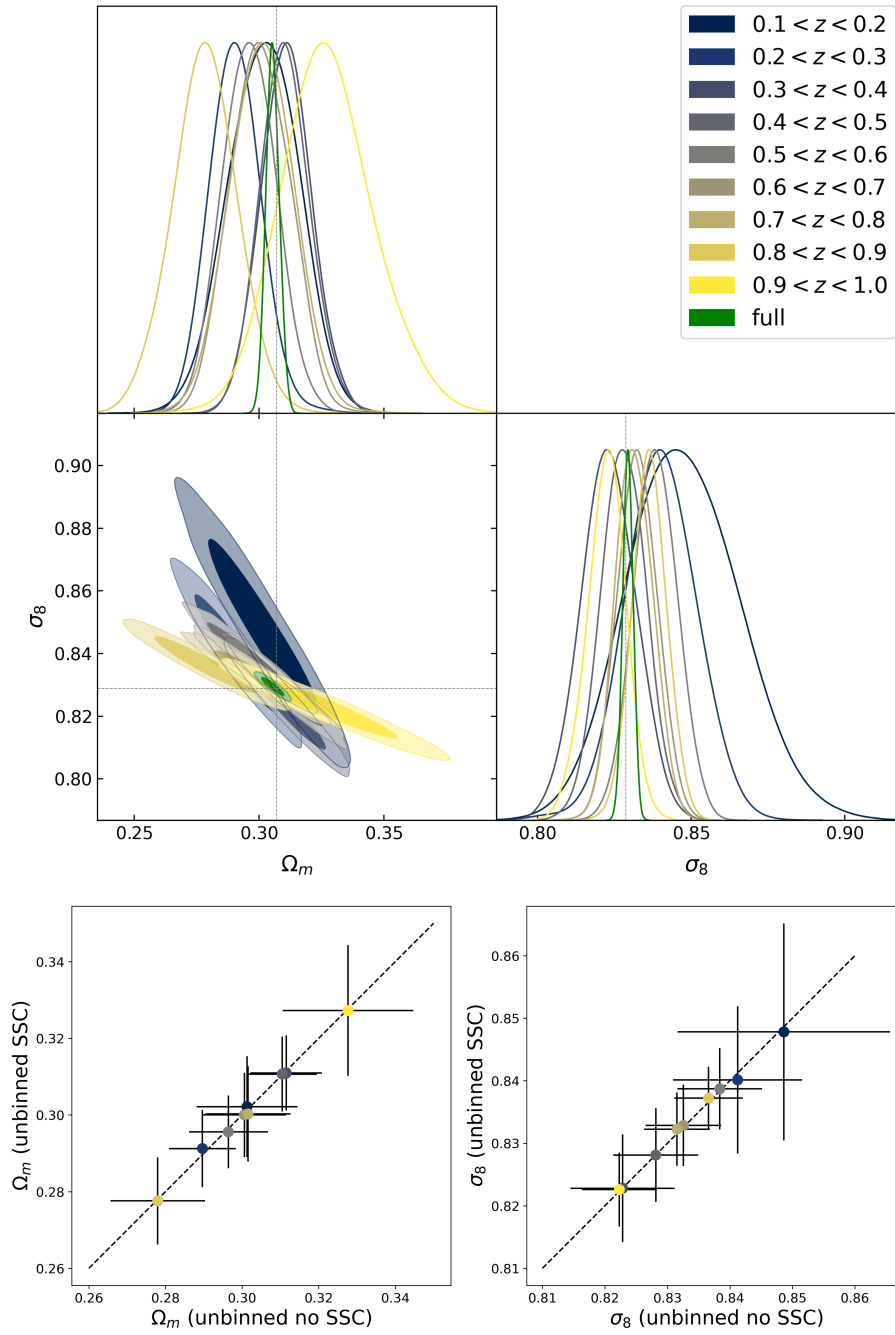 0.1 < z < 0.2
0.2 < z < 0.3
0.3 < z < 0.4
0.4 < z < 0.5
0.5 < z < 0.6
0.6 < z < 0.7
0.7 < z < 0.8
0.8 < z < 0.9
0.9 < z < 1.0
full
0.90
0.88
0.86
0.84
0.82
0.80
σ₈
0.25 0.30 0.35
Ωₘ
0.80 0.85 0.90
σ₈
0.34
0.32
0.30
0.28
0.26
Ωₘ (unbinned SSC)
0.26 0.28 0.30 0.32 0.34
Ωₘ (unbinned no SSC)
0.86
0.85
0.84
0.83
0.82
0.81
σ₈ (unbinned SSC)
0.81 0.82 0.83 0.84 0.85 0.86
σ₈ (unbinned no SSC)